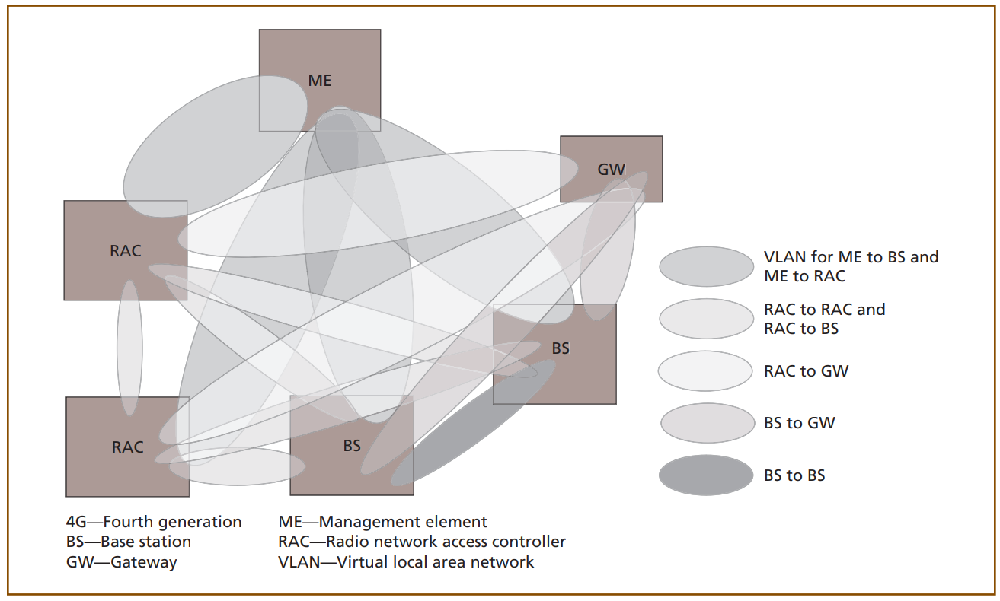 ME
GW
RAC
VLAN for ME to BS and
ME to RAC
RAC to RAC and
RAC to BS
BS
RAC to GW
BS to GW
RAC
BS
BS to BS
4G—Fourth generation
BS—Base station
GW—Gateway
ME—Management element
RAC—Radio network access controller
VLAN—Virtual local area network